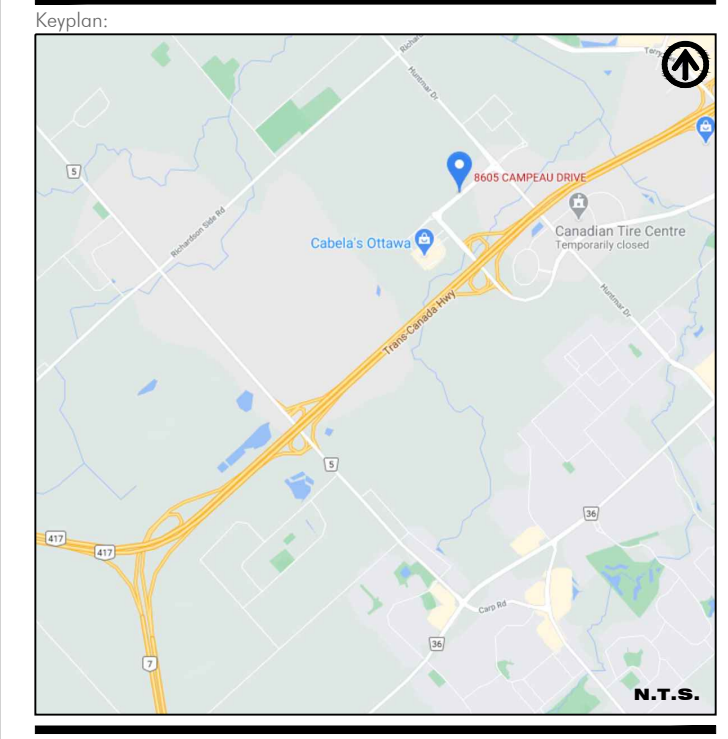 Keyplan:
Huntmar Dr
5
8605 CAMPEAU DRIVE
Richardson Side Rd
Cabela's Ottawa
Canadian Tire Centre
Temporarily closed
Trans-Canada Hwy
Huntmar Dr
5
36
417
417
Carp Rd
36
7
N.T.S.